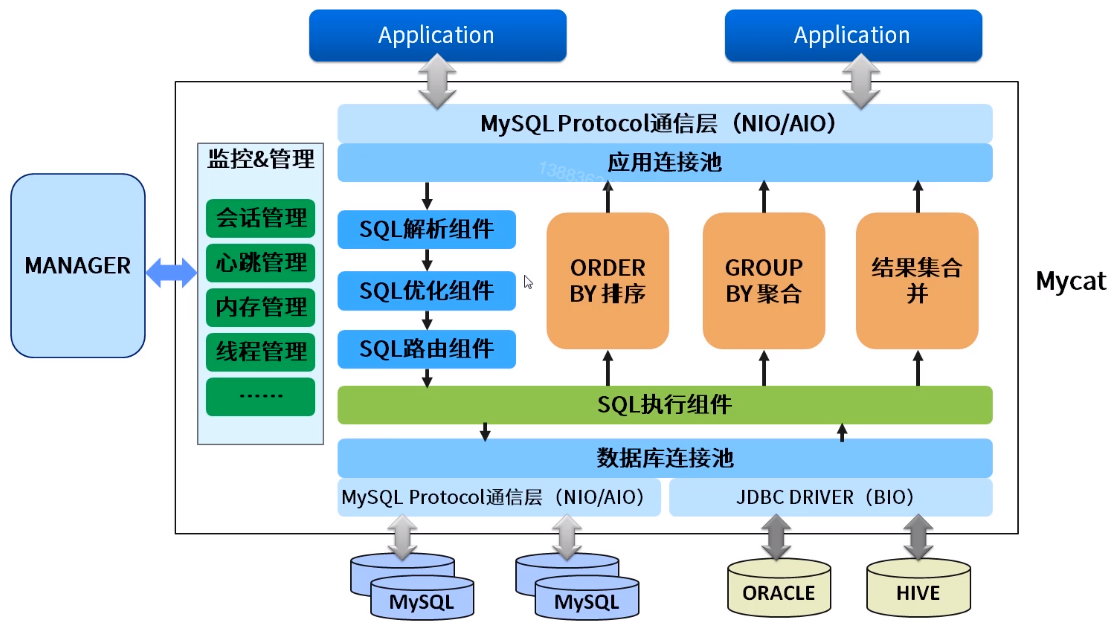 Application
Application
MySQL Protocol通信层（NIO/AIO）
应用连接池
监控&管理
会话管理
心跳管理
内存管理
线程管理
……
MANAGER
SQL解析组件
SQL优化组件
SQL路由组件
ORDER
BY 排序
GROUP
BY 聚合
结果集合
并
Mycat
SQL执行组件
数据库连接池
MySQL Protocol通信层（NIO/AIO）
JDBC DRIVER（BIO）
MySQL
MySQL
ORACLE
HIVE